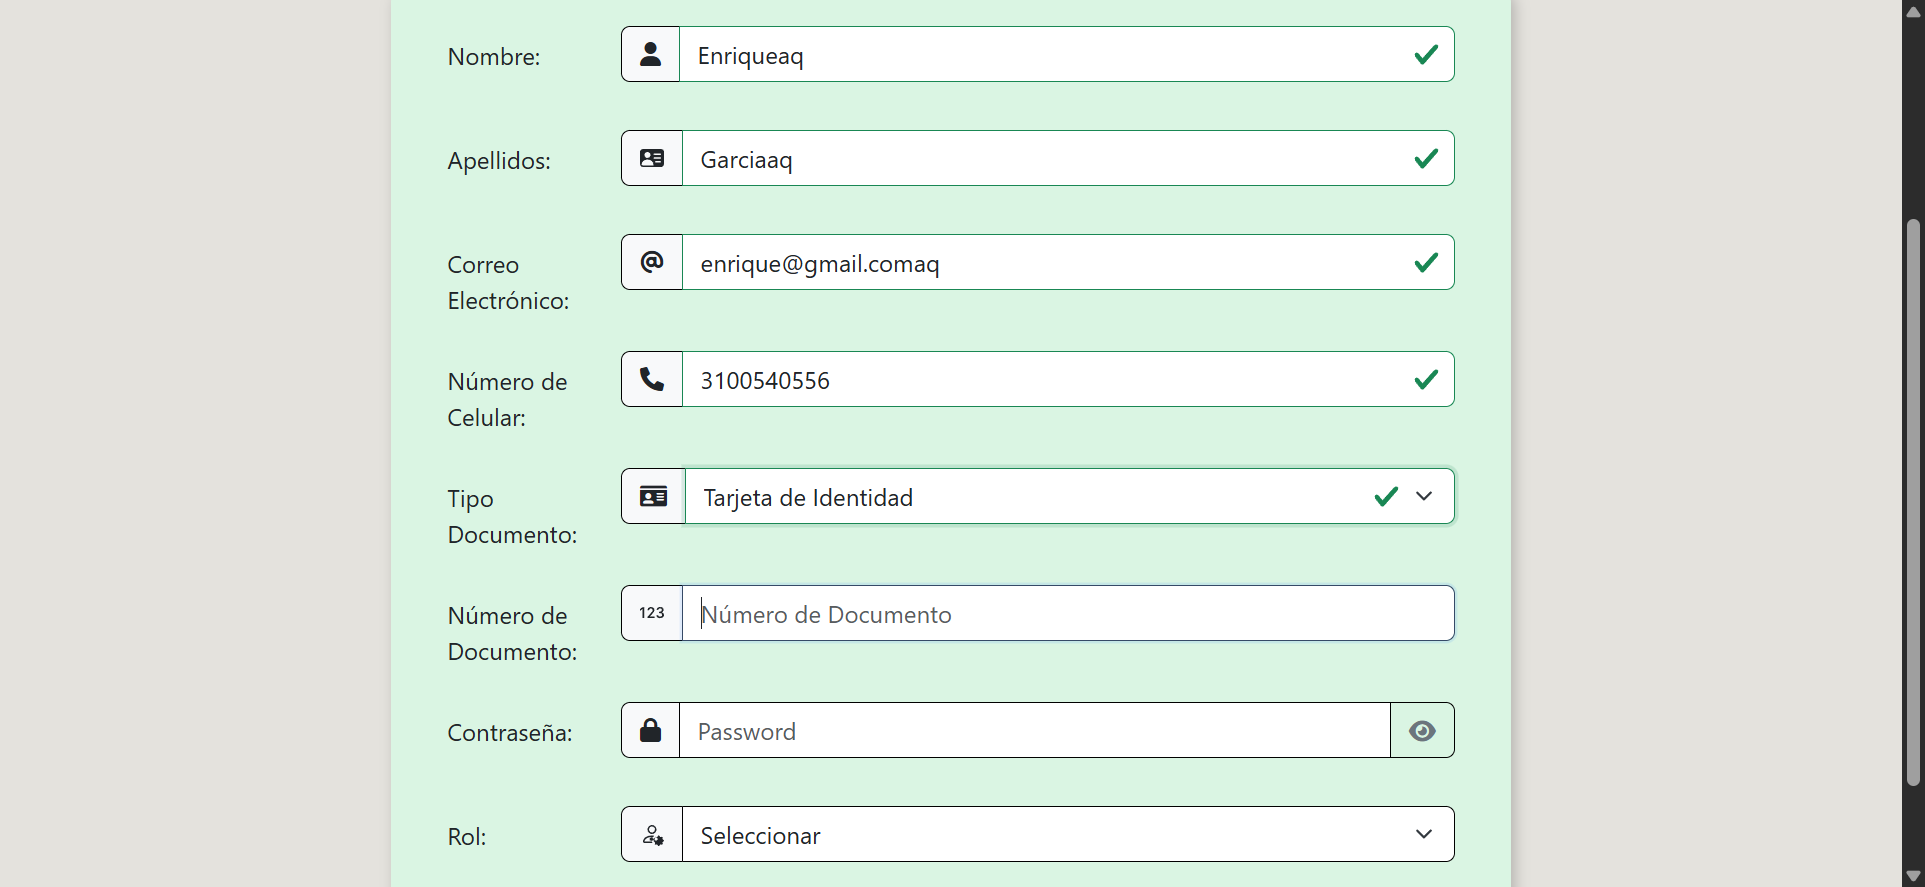 Nombre:
Enriqueaq
Apellidos:
Garciaaq
Correo
Electrónico:
@
enrique@gmail.comaq
Número de
Celular:
3100540556
Tipo
Documento:
Tarjeta de Identidad
Número de
Documento:
123
Número de Documento
Contraseña:
Password
Rol:
Seleccionar